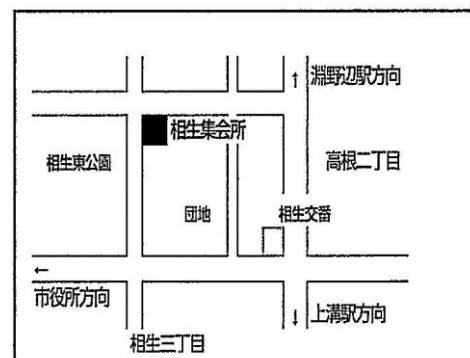 ↑淵野辺駅方向
相生集会所
相生東公園
高根二丁目
団地
相生交番
←
市役所方向
↓上溝駅方向
相生三丁目